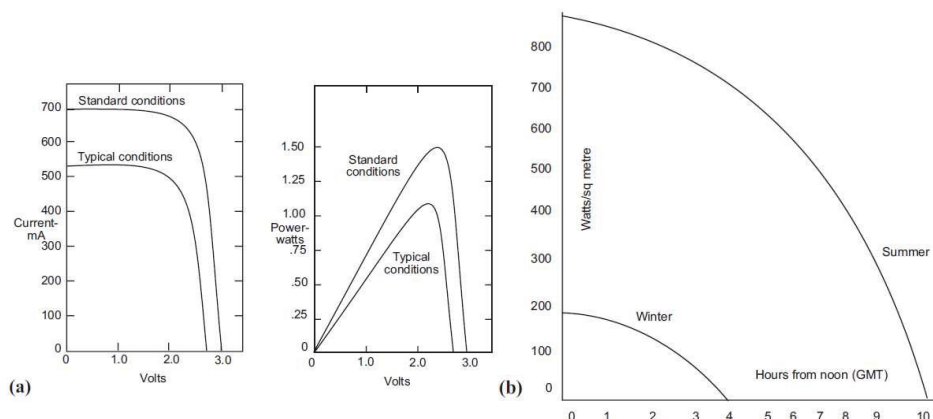 700
600
500
400
300
200
100
0
Current-
mA
Standard conditions
Typical conditions
0
1.0
2.0
3.0
Volts
(a)
1.50
1.25
1.00
.75
.50
.25
0
Power-
watts
Standard
conditions
Typical
conditions
0
1.0
2.0
3.0
Volts
(b)
800
600
500
400
300
200
100
0
Watts/sq metre
Summer
Winter
Hours from noon (GMT)
0 1 2 3 4 5 6 7 8 9 10